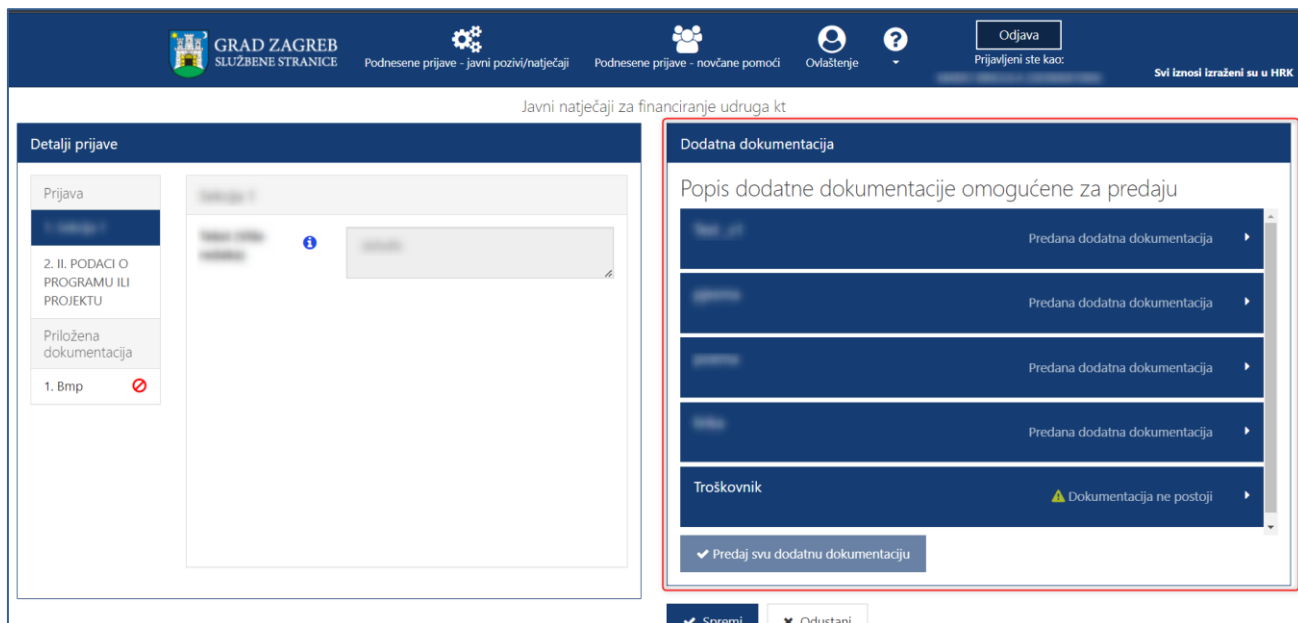 GRAD ZAGREB
SLUŽBENE STRANICE
Podnesene prijave - javni pozivi/natječaji
Podnesene prijave - novčane pomoći
Ovlaštenje
Odjava
Prijavljeni ste kao:
Svi iznosi izraženi su u HRK
Javni natječaji za financiranje udruga kt
Detalji prijave
Prijava
2. II. PODACI O
PROGRAMU ILI
PROJEKTU
Priložena
dokumentacija
1. Bmp
Dodatna dokumentacija
Popis dodatne dokumentacije omogućene za predaju
Predana dodatna dokumentacija
Predana dodatna dokumentacija
Predana dodatna dokumentacija
Predana dodatna dokumentacija
Troškovnik
Dokumentacija ne postoji
Predaj svu dodatnu dokumentaciju
Spremi
Odustani